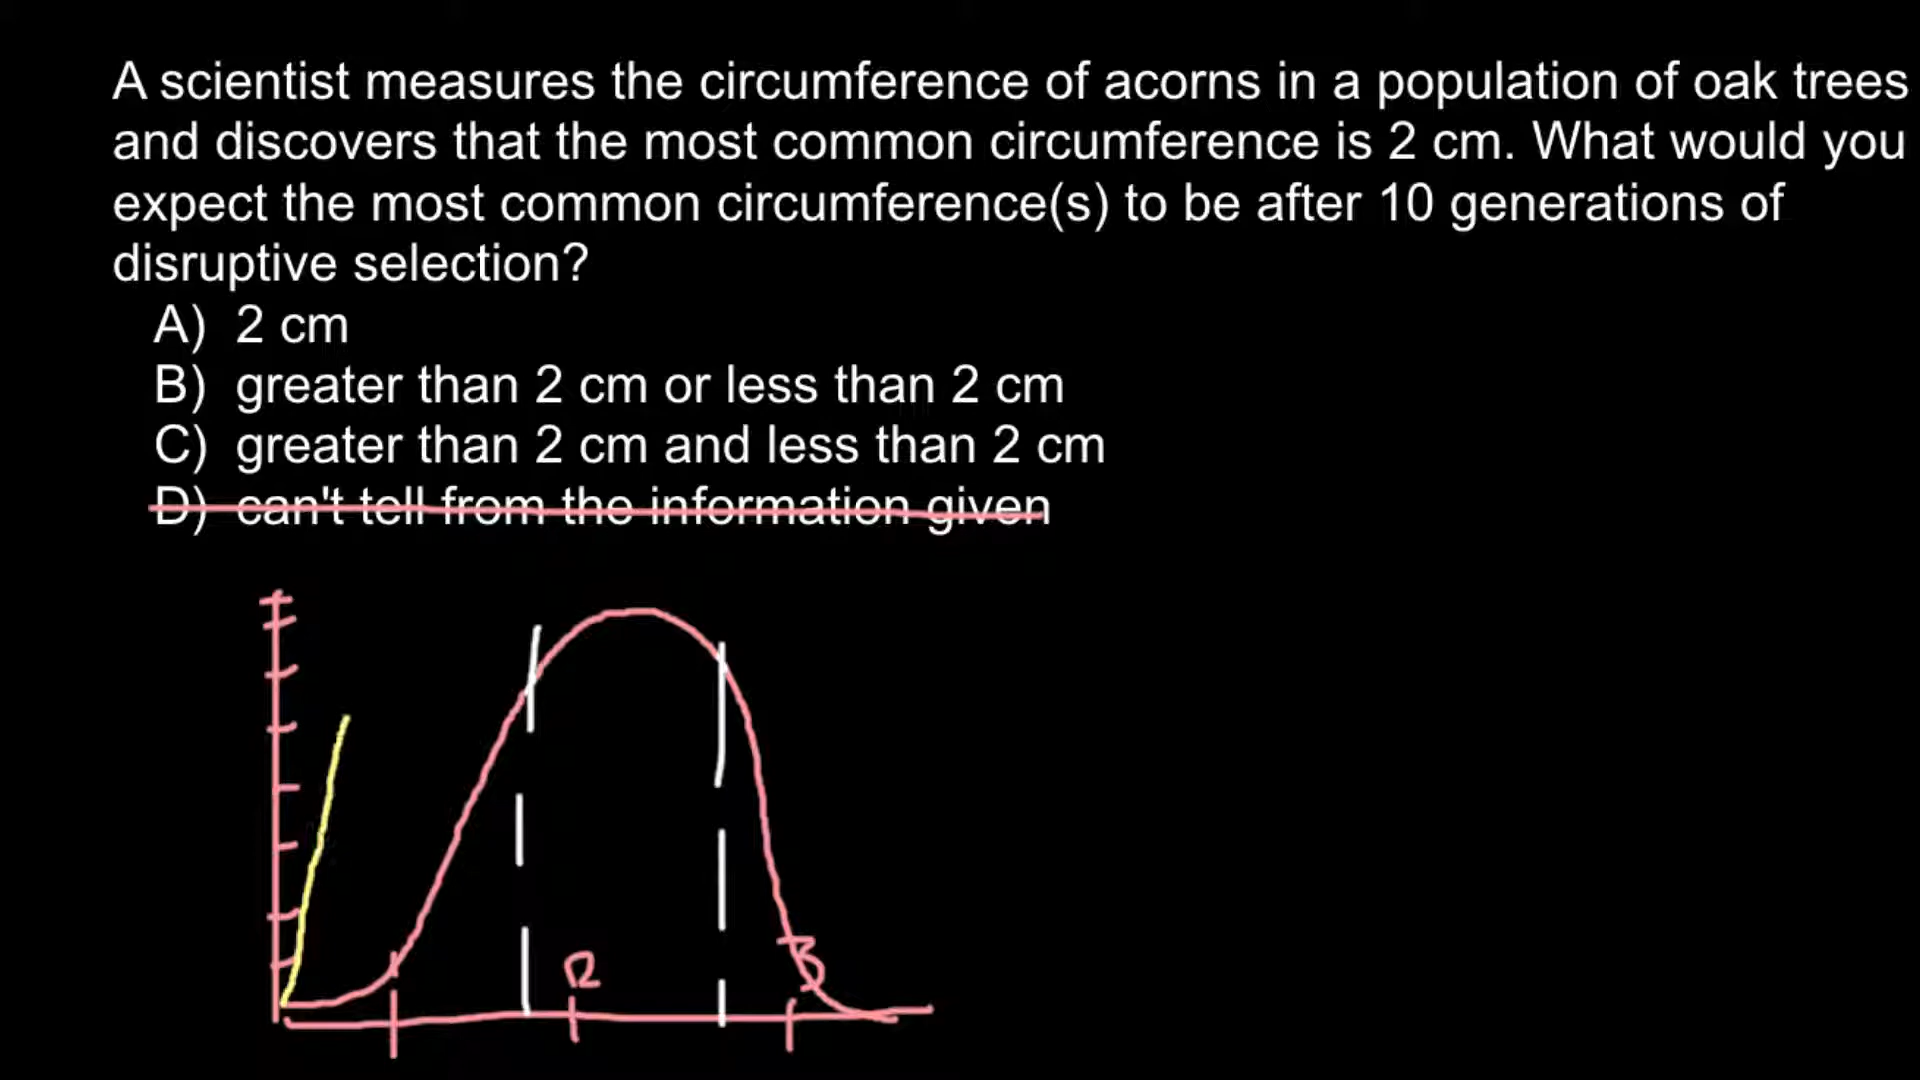 A scientist measures the circumference of acorns in a population of oak trees
and discovers that the most common circumference is 2 cm. What would you
expect the most common circumference(s) to be after 10 generations of
disruptive selection?
A) 2 cm
B) greater than 2 cm or less than 2 cm
C) greater than 2 cm and less than 2 cm
D) can't tell from the information given
2
3